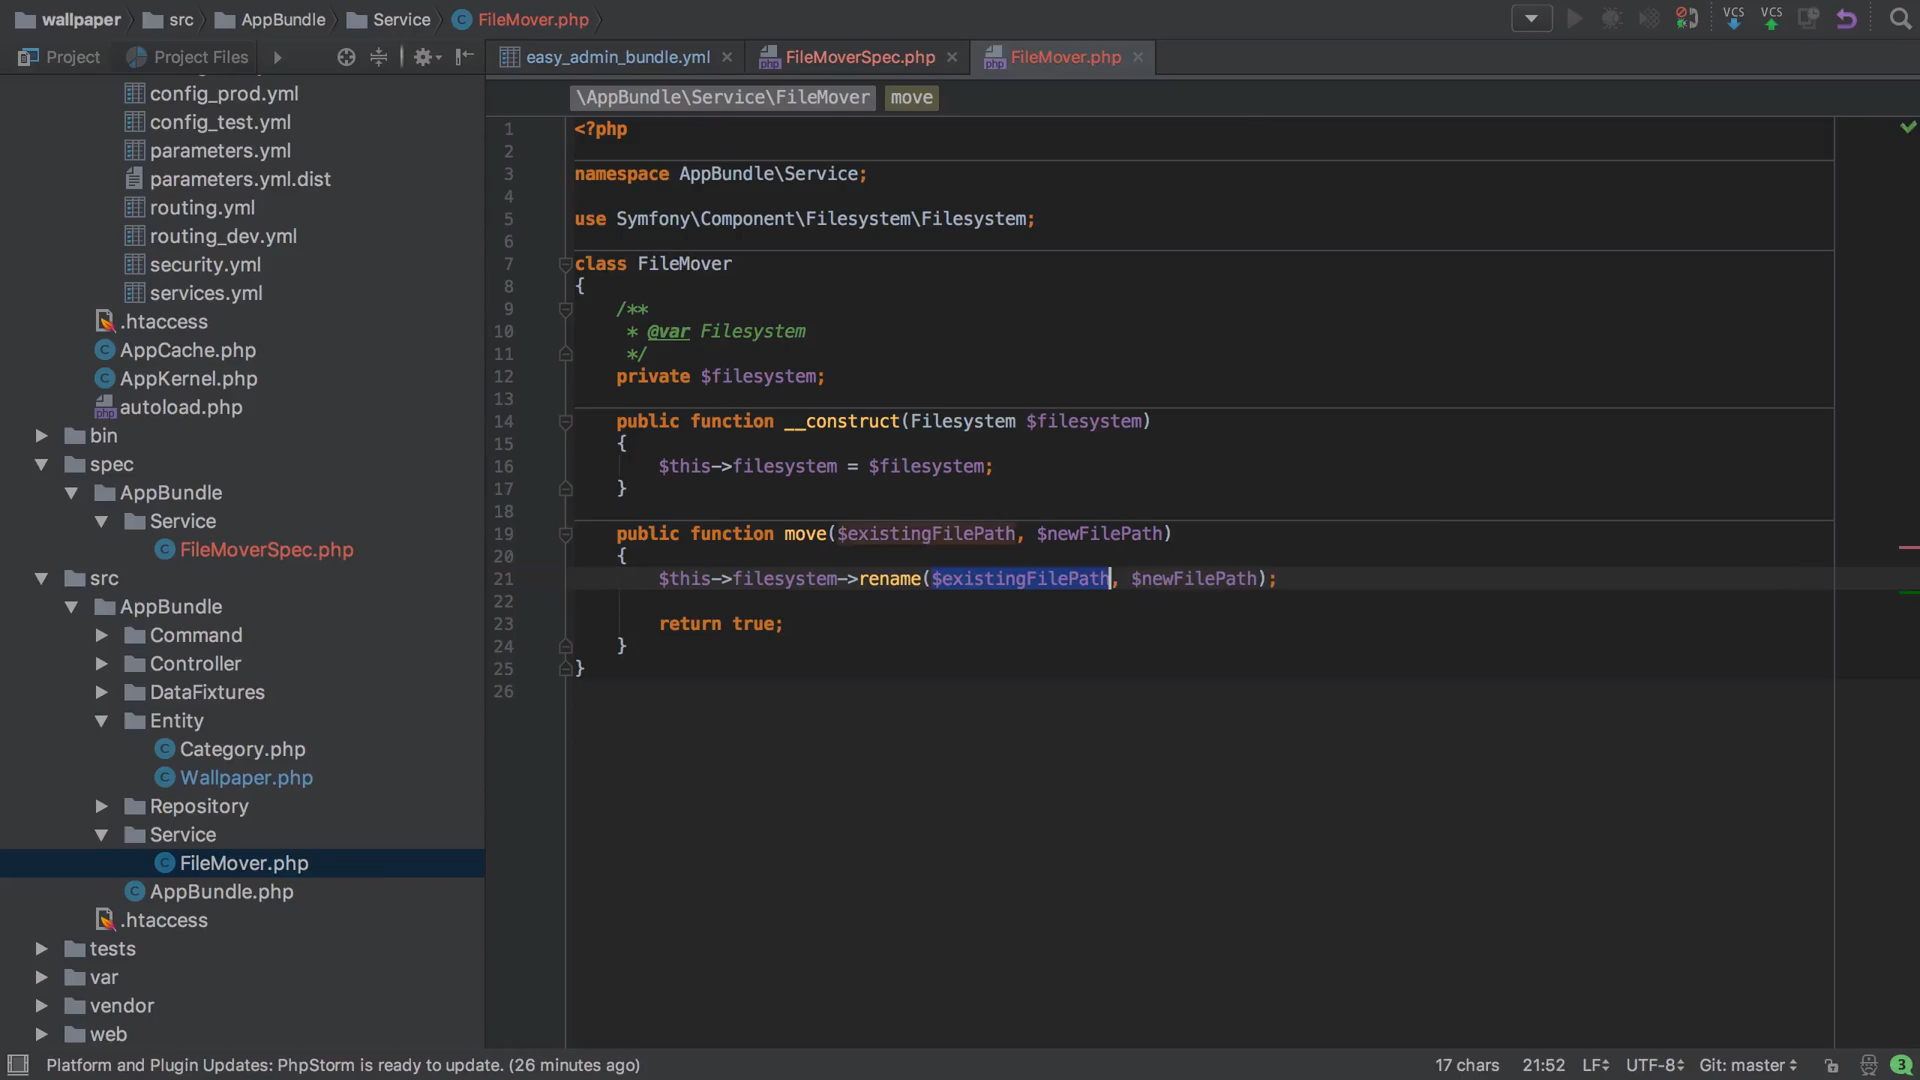 wallpaper src AppBundle Service FileMover.php
VCS VCS
Project Project Files
easy_admin_bundle.yml FileMoverSpec.php FileMover.php
\AppBundle\Service\FileMover move
config_prod.yml
config_test.yml
parameters.yml
parameters.yml.dist
routing.yml
routing_dev.yml
security.yml
services.yml
.htaccess
AppCache.php
AppKernel.php
autoload.php
bin
spec
AppBundle
Service
FileMoverSpec.php
src
AppBundle
Command
Controller
DataFixtures
Entity
Category.php
Wallpaper.php
Repository
Service
FileMover.php
AppBundle.php
.htaccess
tests
var
vendor
web
1 <?php
2
3 namespace AppBundle\Service;
4
5 use Symfony\Component\Filesystem\Filesystem;
6
7 class FileMover
8 {
9 /**
10 * @var Filesystem
11 */
12 private $filesystem;
13
14 public function __construct(Filesystem $filesystem)
15 {
16 $this->filesystem = $filesystem;
17 }
18
19 public function move($existingFilePath, $newFilePath)
20 {
21 $this->filesystem->rename($existingFilePath, $newFilePath);
22
23 return true;
24 }
25 }
26
Platform and Plugin Updates: PhpStorm is ready to update. (26 minutes ago) 17 chars 21:52 LF UTF-8 Git: master 3